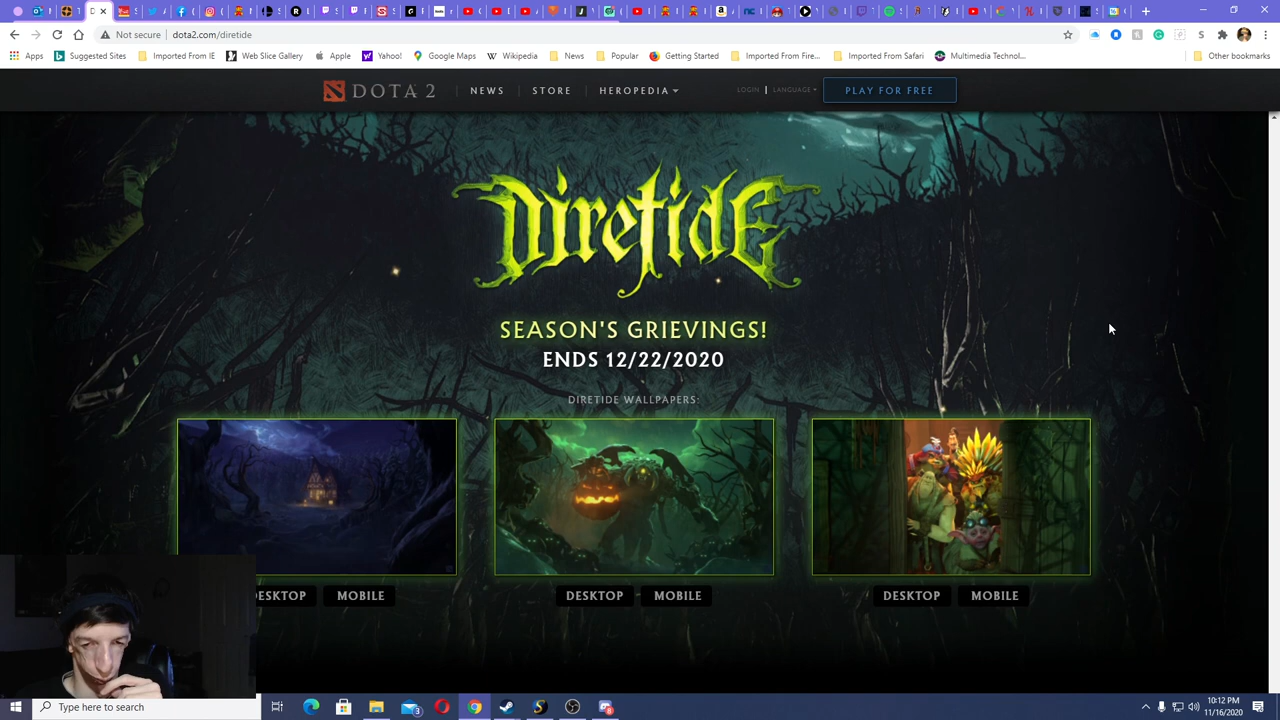 Not secure | dota2.com/diretide
Apps Suggested Sites Imported From IE Web Slice Gallery Apple Yahoo! Google Maps Wikipedia News Popular Getting Started Imported From Fire... Imported From Safari Multimedia Technol... Other bookmarks
DOTA 2 NEWS STORE HEROPEDIA LOGIN | LANGUAGE PLAY FOR FREE
DIRETIDE
SEASON'S GRIEVINGS!
ENDS 12/22/2020
DIRETIDE WALLPAPERS:
DESKTOP MOBILE DESKTOP MOBILE DESKTOP MOBILE
Type here to search
10:12 PM
11/16/2020